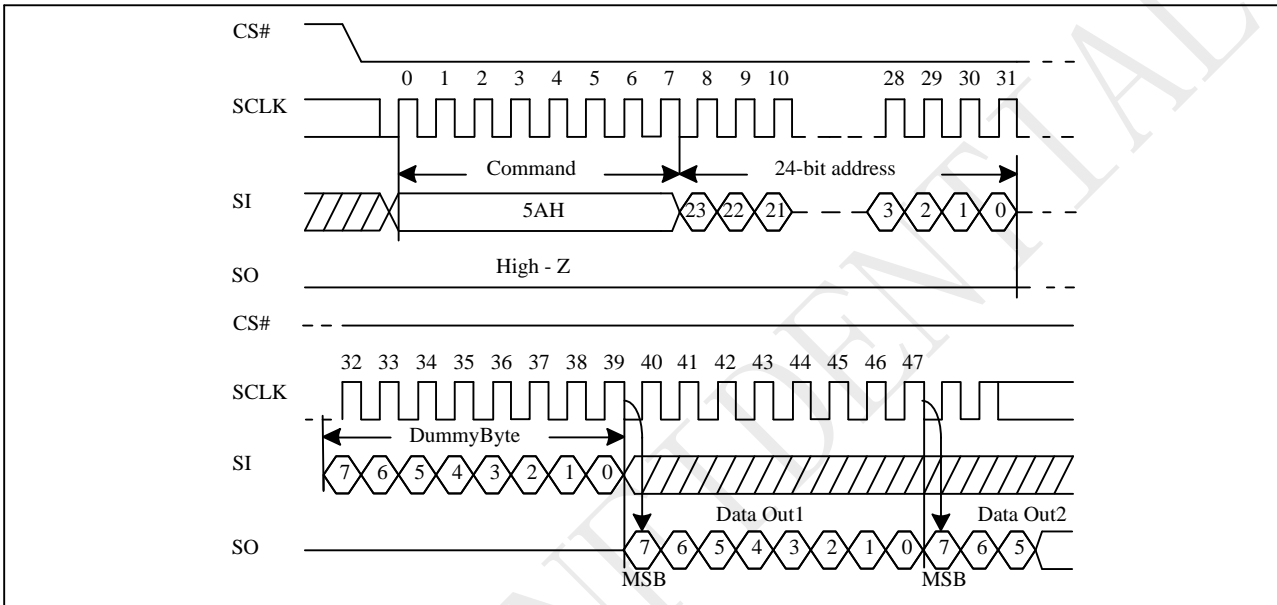 CS#
0 1 2 3 4 5 6 7 8 9 10 28 29 30 31
SCLK
Command 24-bit address
SI 5AH 23 22 21 3 2 1 0
High - Z
SO
CS#
32 33 34 35 36 37 38 39 40 41 42 43 44 45 46 47
SCLK
DummyByte
SI 7 6 5 4 3 2 1 0
Data Out1 Data Out2
SO 7 6 5 4 3 2 1 0 7 6 5
MSB MSB
IDENTIAL